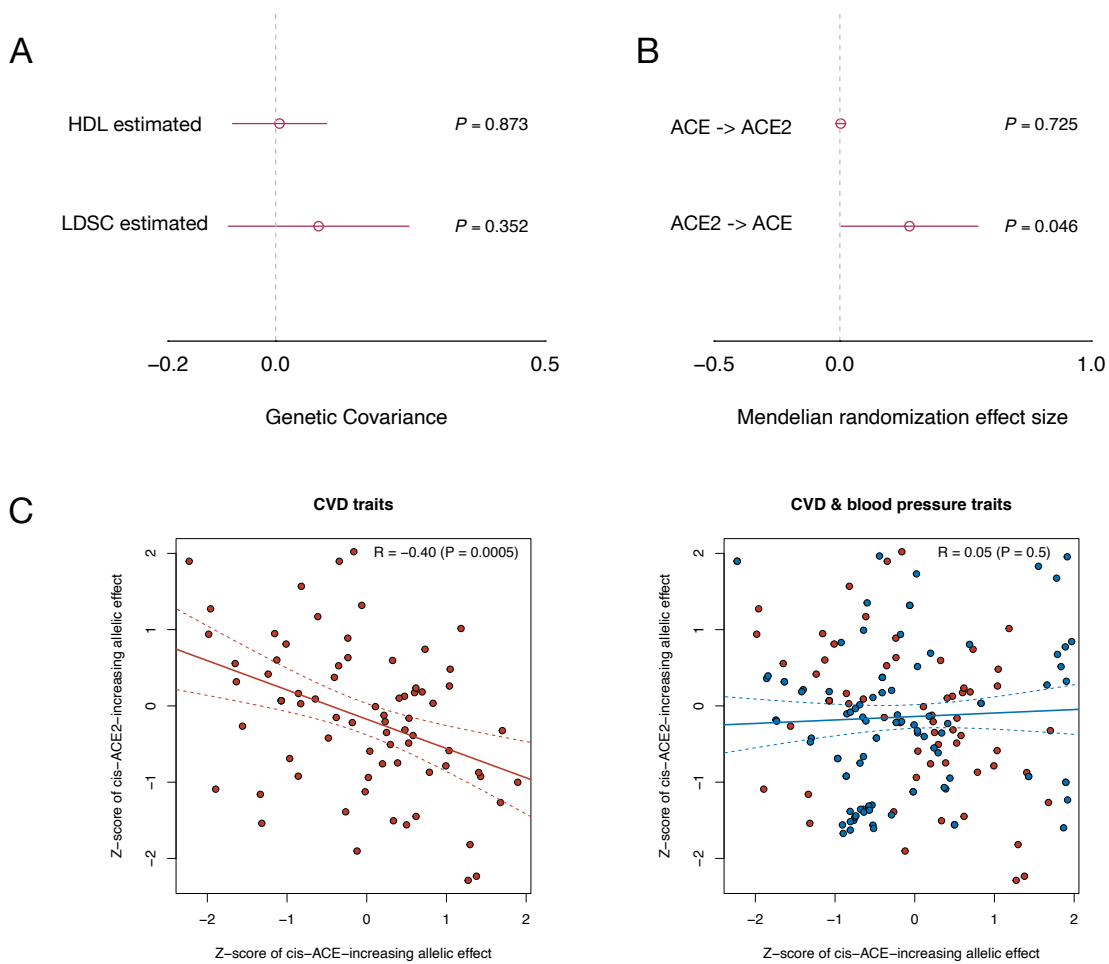 A
HDL estimated
P = 0.873
LDSC estimated
P = 0.352
−0.2
0.0
0.5
Genetic Covariance
B
ACE -> ACE2
P = 0.725
ACE2 -> ACE
P = 0.046
−0.5
0.0
1.0
Mendelian randomization effect size
C
CVD traits
R = −0.40 (P = 0.0005)
Z−score of cis−ACE2−increasing allelic effect
2
1
0
−1
−2
−2
−1
0
1
2
Z−score of cis−ACE−increasing allelic effect
CVD & blood pressure traits
R = 0.05 (P = 0.5)
Z−score of cis−ACE2−increasing allelic effect
2
1
0
−1
−2
−2
−1
0
1
2
Z−score of cis−ACE−increasing allelic effect